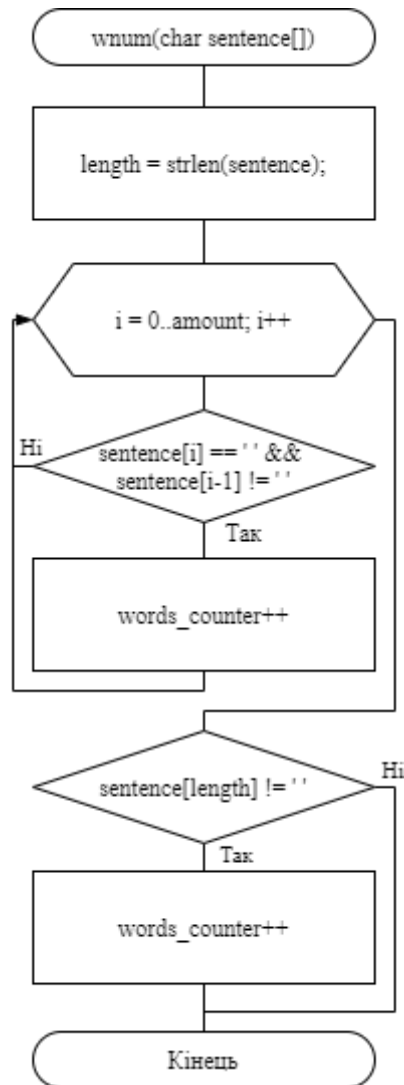 wnum(char sentence[])
length = strlen(sentence);
i = 0..amount; i++
Ні
sentence[i] == ' ' &&
sentence[i-1] != ' '
Так
words_counter++
sentence[length] != ' '
Ні
Так
words_counter++
Кінець